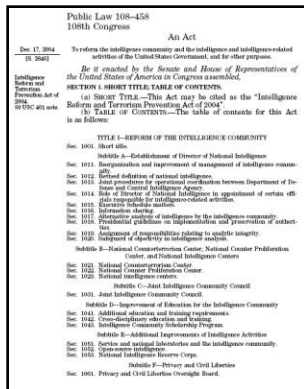 Public Law 108–458
108th Congress
An Act
Dec. 17, 2004
[S. 2845]
To reform the intelligence community and the intelligence and intelligence-related
activities of the United States Government, and for other purposes.
Be it enacted by the Senate and House of Representatives of
the United States of America in Congress assembled,
Intelligence
Reform and
Terrorism
Prevention Act of
2004.
50 USC 401 note.
SECTION 1. SHORT TITLE; TABLE OF CONTENTS.
(a) SHORT TITLE.—This Act may be cited as the "Intelligence
Reform and Terrorism Prevention Act of 2004".
(b) TABLE OF CONTENTS.—The table of contents for this Act
is as follows:
TITLE I—REFORM OF THE INTELLIGENCE COMMUNITY
Sec. 1001. Short title.
Subtitle A—Establishment of Director of National Intelligence
Sec. 1011. Reorganization and improvement of management of intelligence commu-
nity.
Sec. 1012. Revised definition of national intelligence.
Sec. 1013. Joint procedures for operational coordination between Department of De-
fense and Central Intelligence Agency.
Sec. 1014. Role of Director of National Intelligence in appointment of certain offi-
cials responsible for intelligence-related activities.
Sec. 1015. Executive Schedule matters.
Sec. 1016. Information sharing.
Sec. 1017. Alternative analysis of intelligence by the intelligence community.
Sec. 1018. Presidential guidelines on implementation and preservation of authori-
ties.
Sec. 1019. Assignment of responsibilities relating to analytic integrity.
Sec. 1020. Safeguard of objectivity in intelligence analysis.
Subtitle B—National Counterterrorism Center, National Counter Proliferation
Center, and National Intelligence Centers
Sec. 1021. National Counterterrorism Center.
Sec. 1022. National Counter Proliferation Center.
Sec. 1023. National intelligence centers.
Subtitle C—Joint Intelligence Community Council
Sec. 1031. Joint Intelligence Community Council.
Subtitle D—Improvement of Education for the Intelligence Community
Sec. 1041. Additional education and training requirements.
Sec. 1042. Cross-disciplinary education and training.
Sec. 1043. Intelligence Community Scholarship Program.
Subtitle E—Additional Improvements of Intelligence Activities
Sec. 1051. Service and national laboratories and the intelligence community.
Sec. 1052. Open-source intelligence.
Sec. 1053. National Intelligence Reserve Corps.
Subtitle F—Privacy and Civil Liberties
Sec. 1061. Privacy and Civil Liberties Oversight Board.